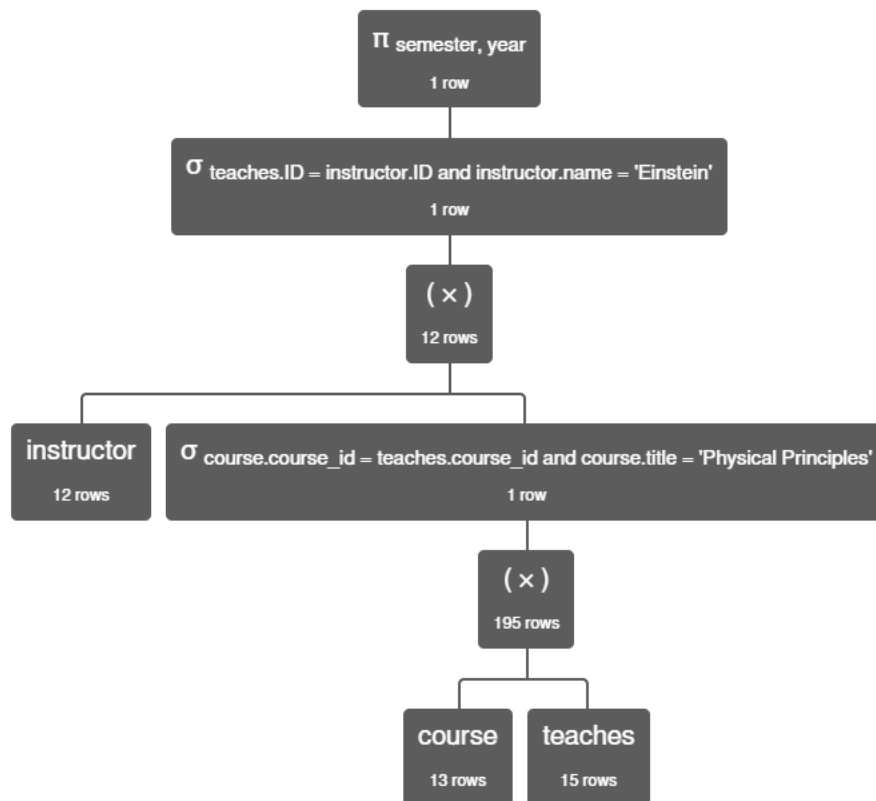 π semester, year
1 row
σ teaches.ID = instructor.ID and instructor.name = 'Einstein'
1 row
( × )
12 rows
instructor
12 rows
σ course.course_id = teaches.course_id and course.title = 'Physical Principles'
1 row
( × )
195 rows
course
13 rows
teaches
15 rows